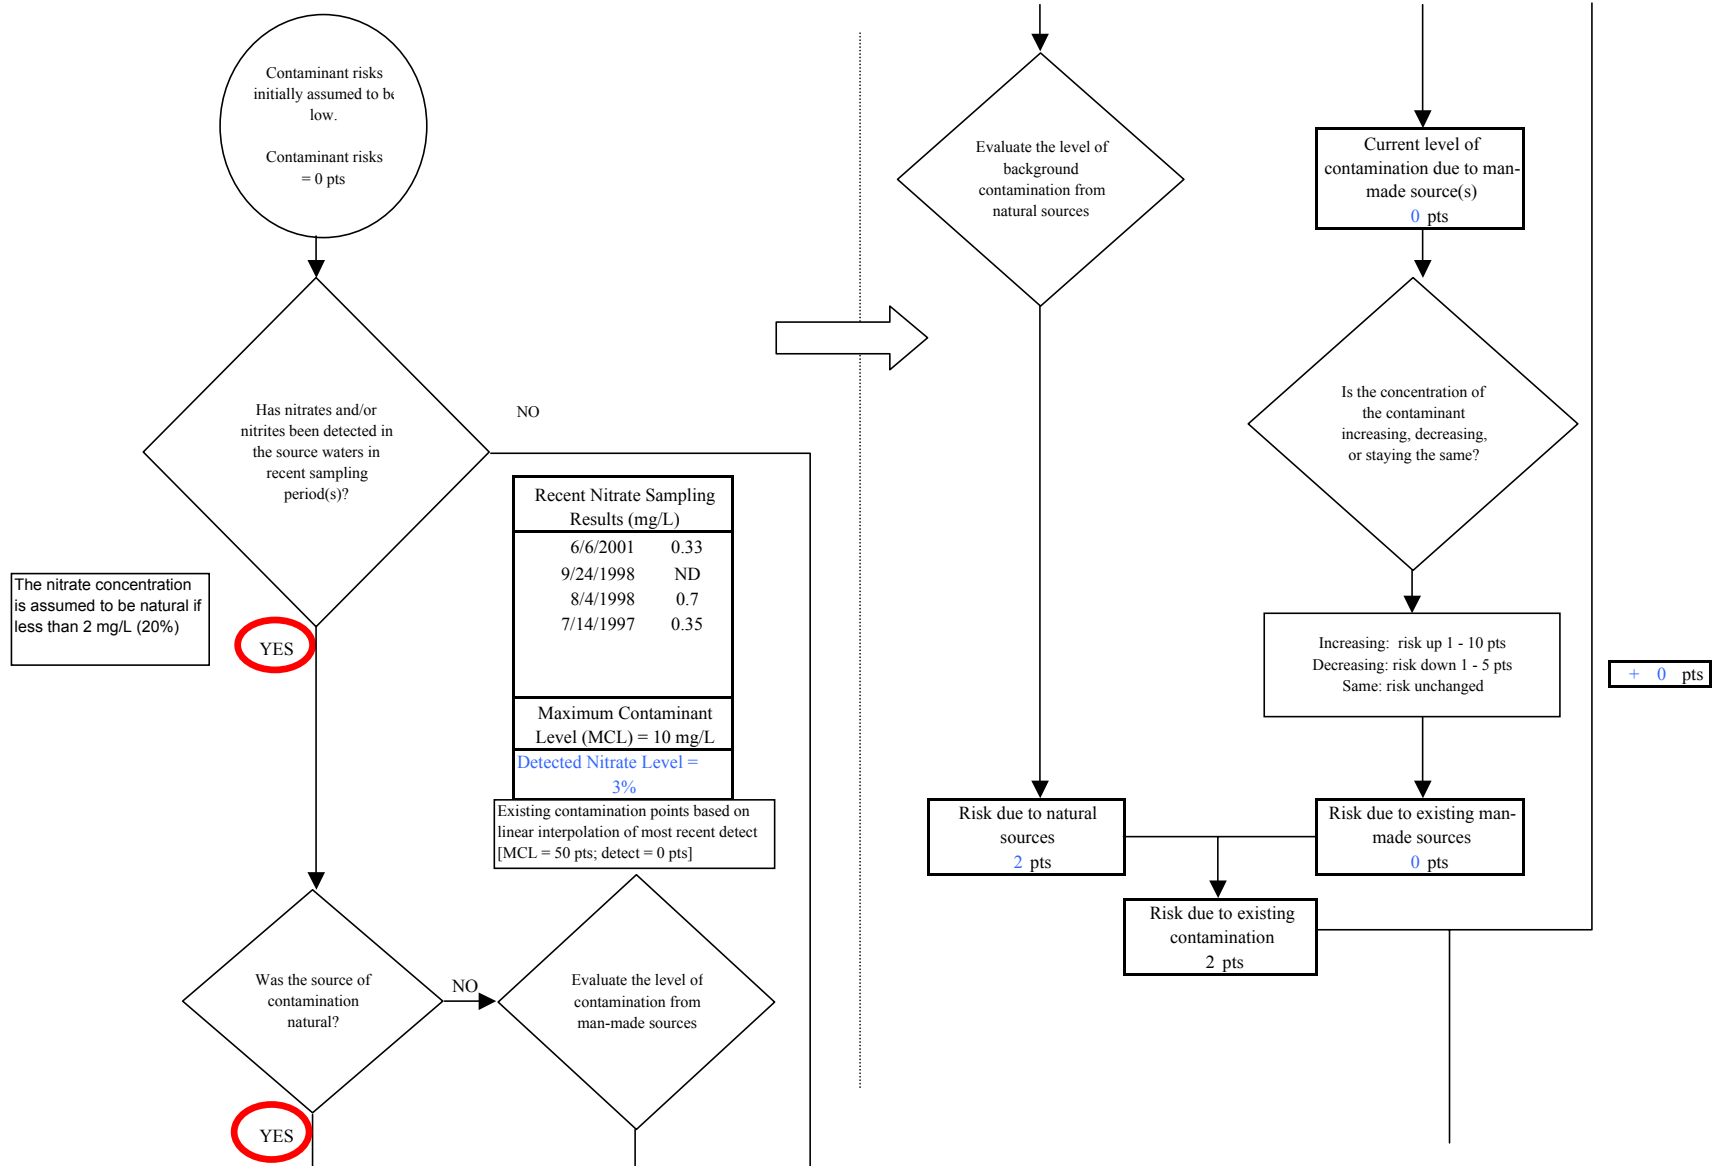 Contaminant risks
initially assumed to be
low.
Contaminant risks
= 0 pts
Has nitrates and/or
nitrites been detected in
the source waters in
recent sampling
period(s)?
NO
The nitrate concentration
is assumed to be natural if
less than 2 mg/L (20%)
YES
Recent Nitrate Sampling
Results (mg/L)
6/6/2001 0.33
9/24/1998 ND
8/4/1998 0.7
7/14/1997 0.35
Maximum Contaminant
Level (MCL) = 10 mg/L
Detected Nitrate Level =
3%
Existing contamination points based on
linear interpolation of most recent detect
[MCL = 50 pts; detect = 0 pts]
Was the source of
contamination
natural?
NO
Evaluate the level of
contamination from
man-made sources
YES
Evaluate the level of
background
contamination from
natural sources
Current level of
contamination due to man-
made source(s)
0 pts
Is the concentration of
the contaminant
increasing, decreasing,
or staying the same?
Increasing: risk up 1 - 10 pts
Decreasing: risk down 1 - 5 pts
Same: risk unchanged
+ 0 pts
Risk due to natural
sources
2 pts
Risk due to existing man-
made sources
0 pts
Risk due to existing
contamination
2 pts